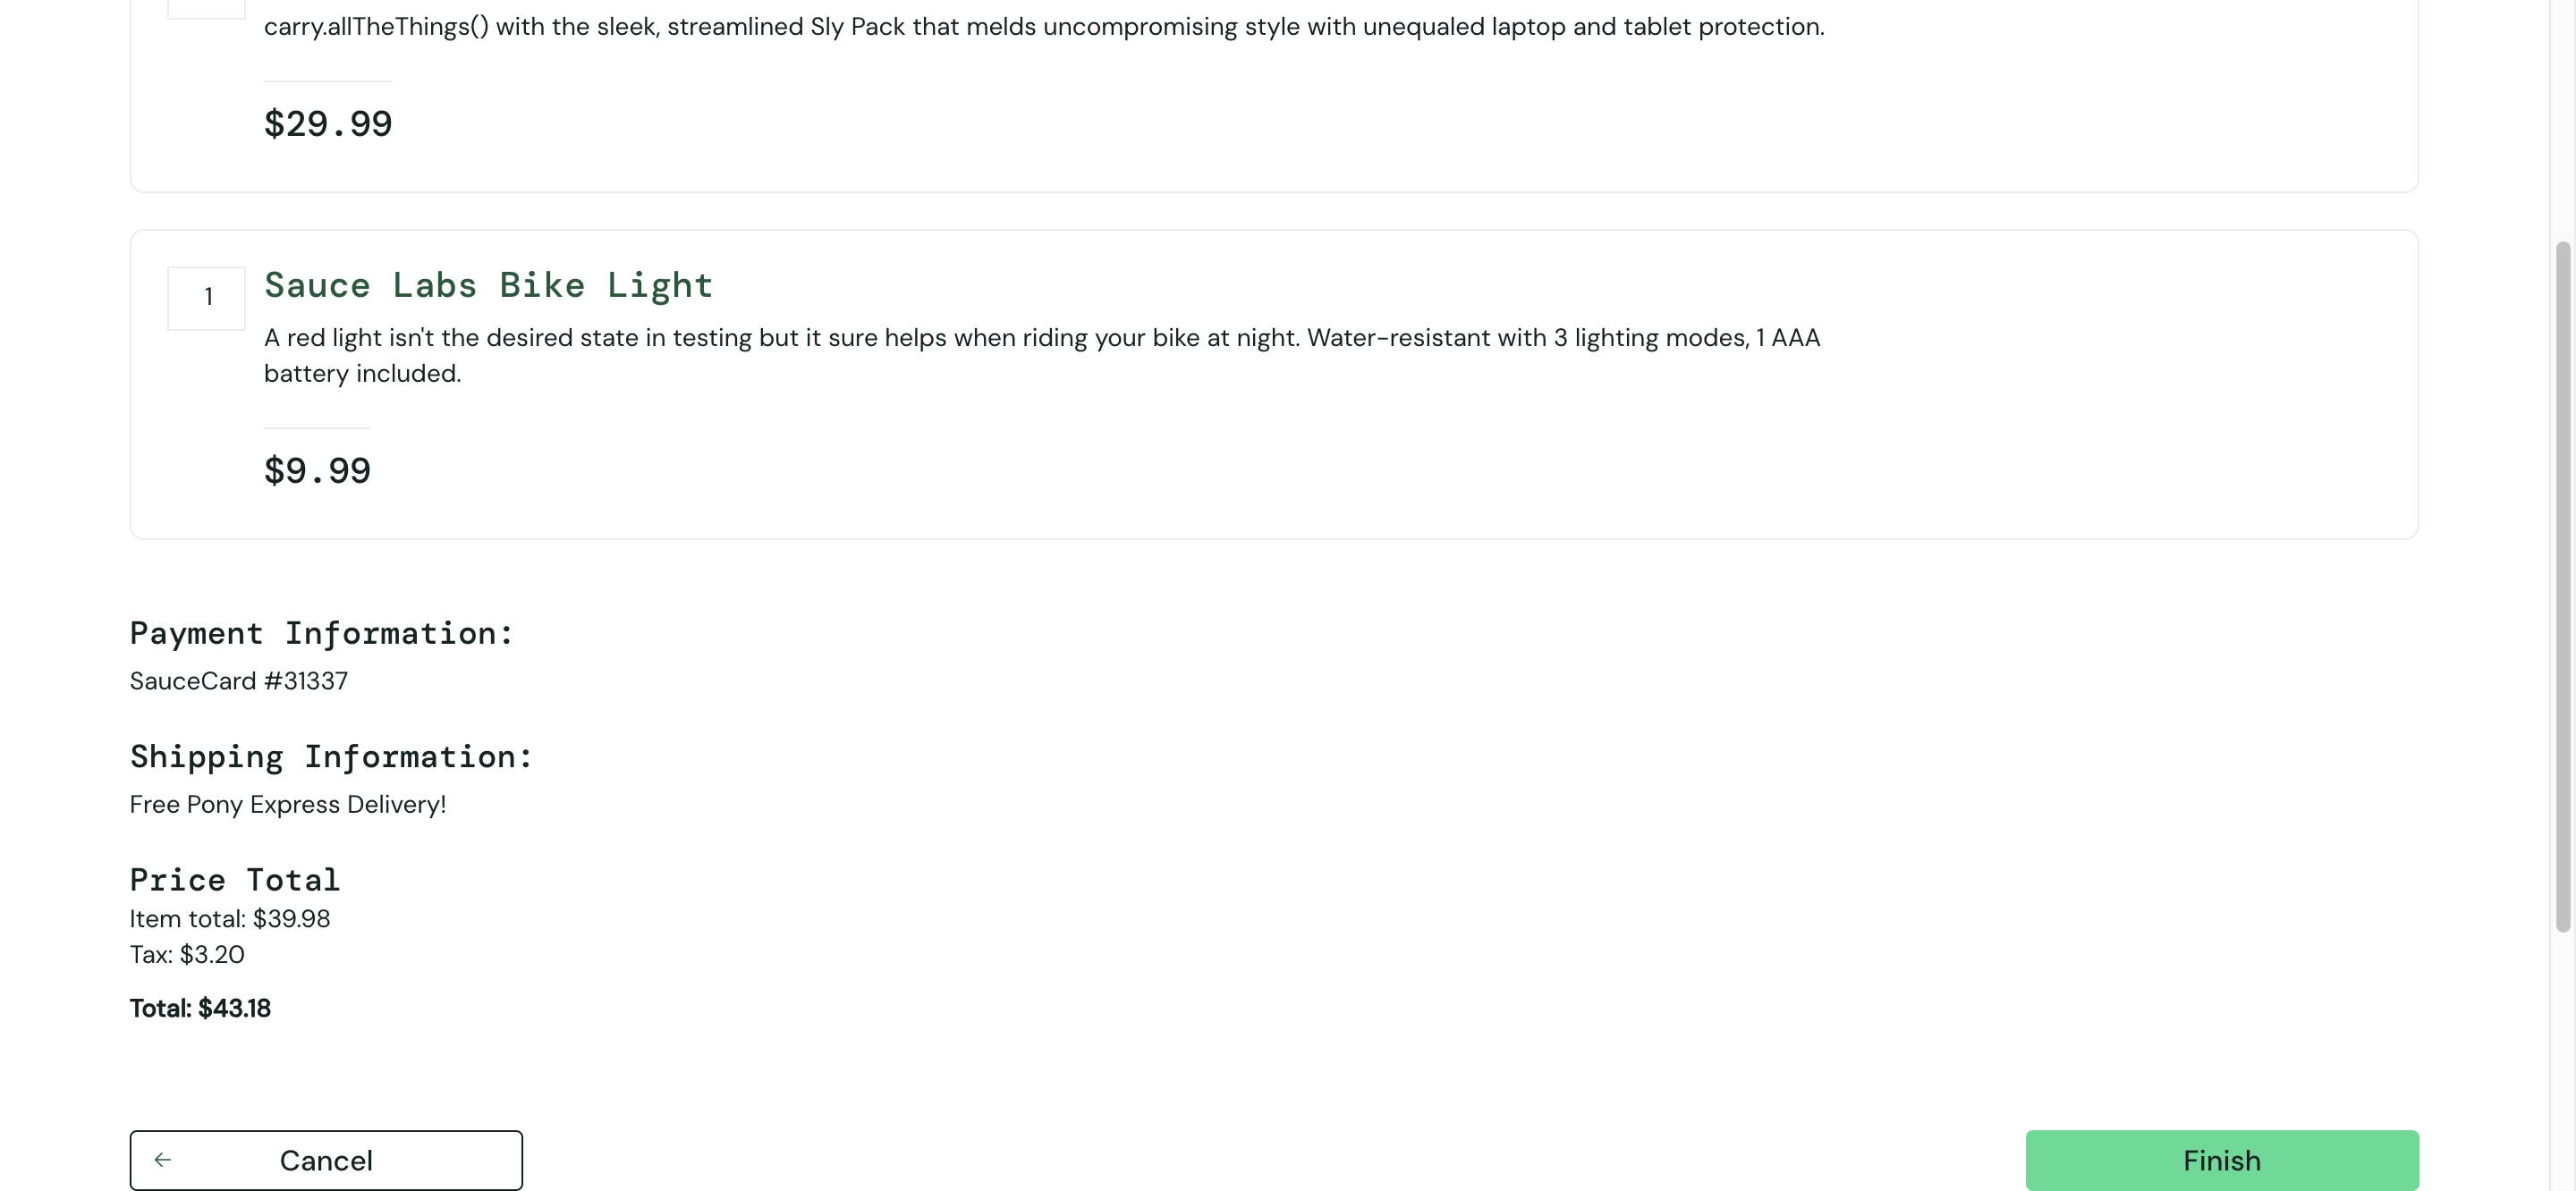 carry.allTheThings() with the sleek, streamlined Sly Pack that melds uncompromising style with unequaled laptop and tablet protection.
$29.99
1
Sauce Labs Bike Light
A red light isn't the desired state in testing but it sure helps when riding your bike at night. Water-resistant with 3 lighting modes, 1 AAA
battery included.
$9.99
Payment Information:
SauceCard #31337
Shipping Information:
Free Pony Express Delivery!
Price Total
Item total: $39.98
Tax: $3.20
Total: $43.18
Cancel
Finish